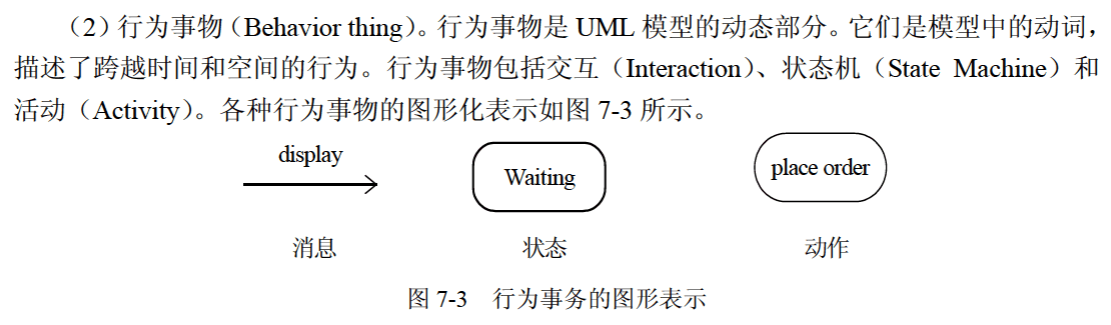 （2）行为事物（Behavior thing）。行为事物是 UML 模型的动态部分。它们是模型中的动词，
描述了跨越时间和空间的行为。行为事物包括交互（Interaction）、状态机（State Machine）和
活动（Activity）。各种行为事物的图形化表示如图 7-3 所示。
display
Waiting
place order
消息
状态
动作
图 7-3 行为事务的图形表示